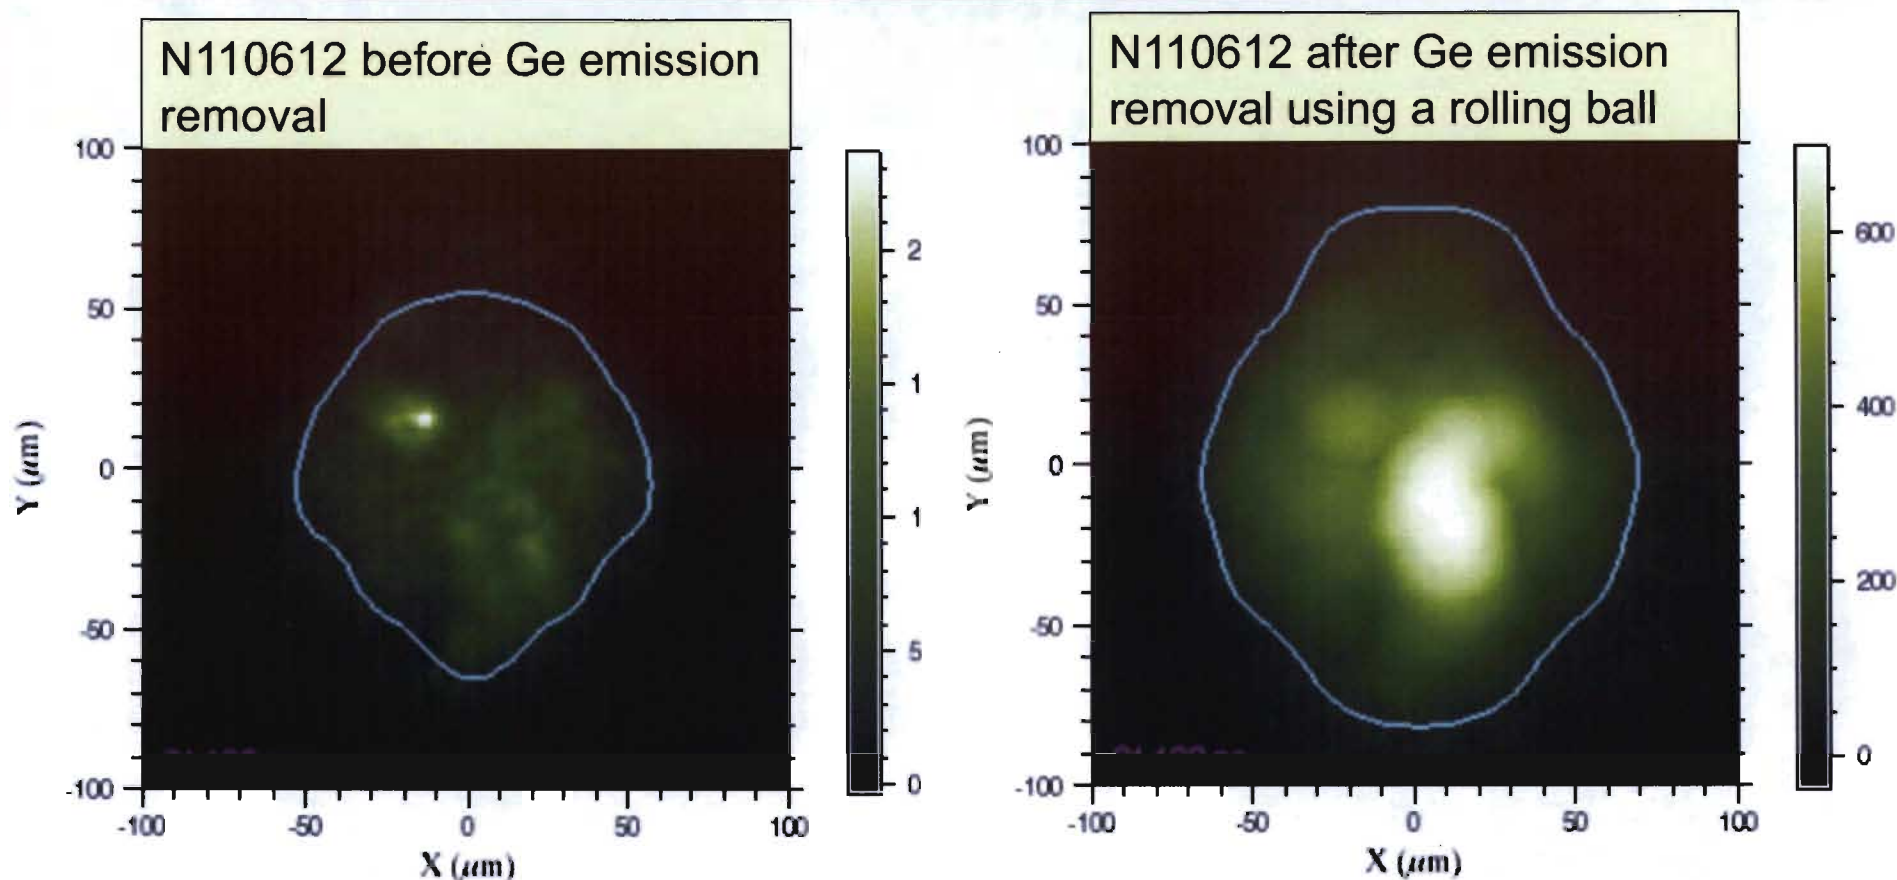 N110612 before Ge emission
removal
100
50
0
-50
-100
-100 -50 0 50 100
Y (μm)
X (μm)
2
1
1
5
0
N110612 after Ge emission
removal using a rolling ball
100
50
0
-50
-100
-100 -50 0 50 100
Y (μm)
X (μm)
600
400
200
0